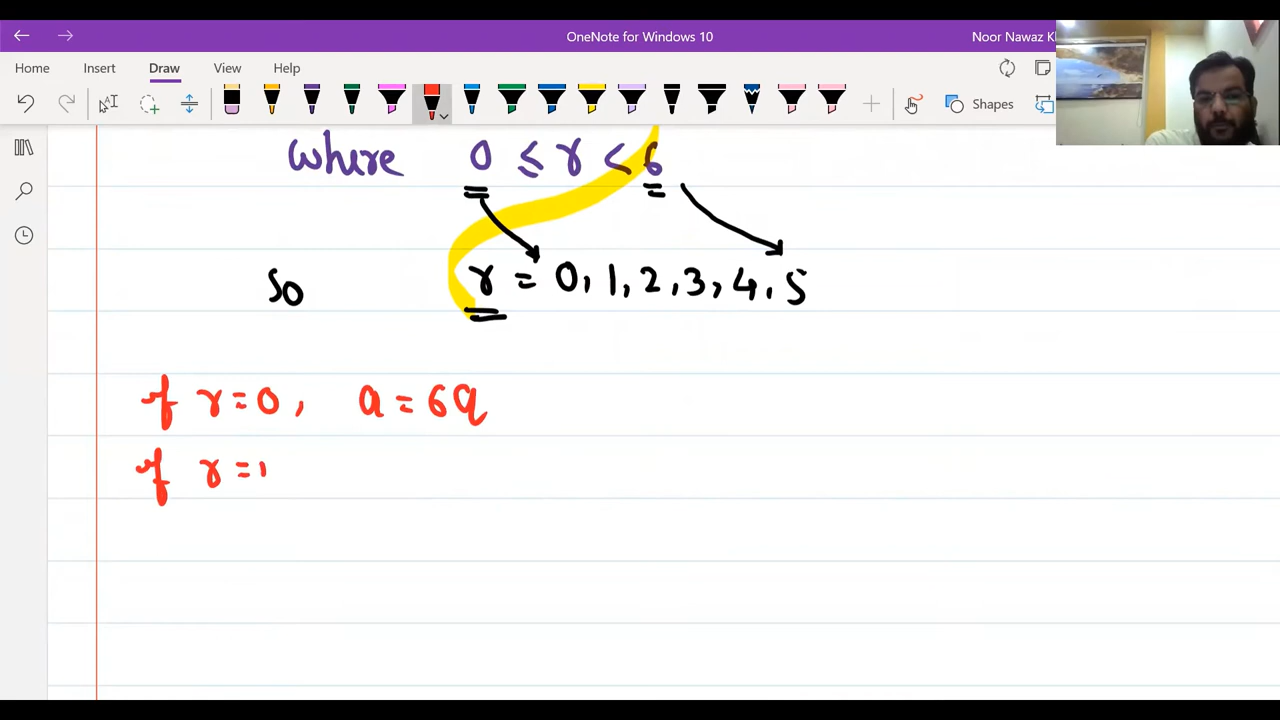 OneNote for Windows 10
Noor Nawaz K
Home Insert Draw View Help
Shapes
where 0 ≤ r < 6
So r = 0, 1, 2, 3, 4, 5
if r = 0, a = 6q
if r = 1